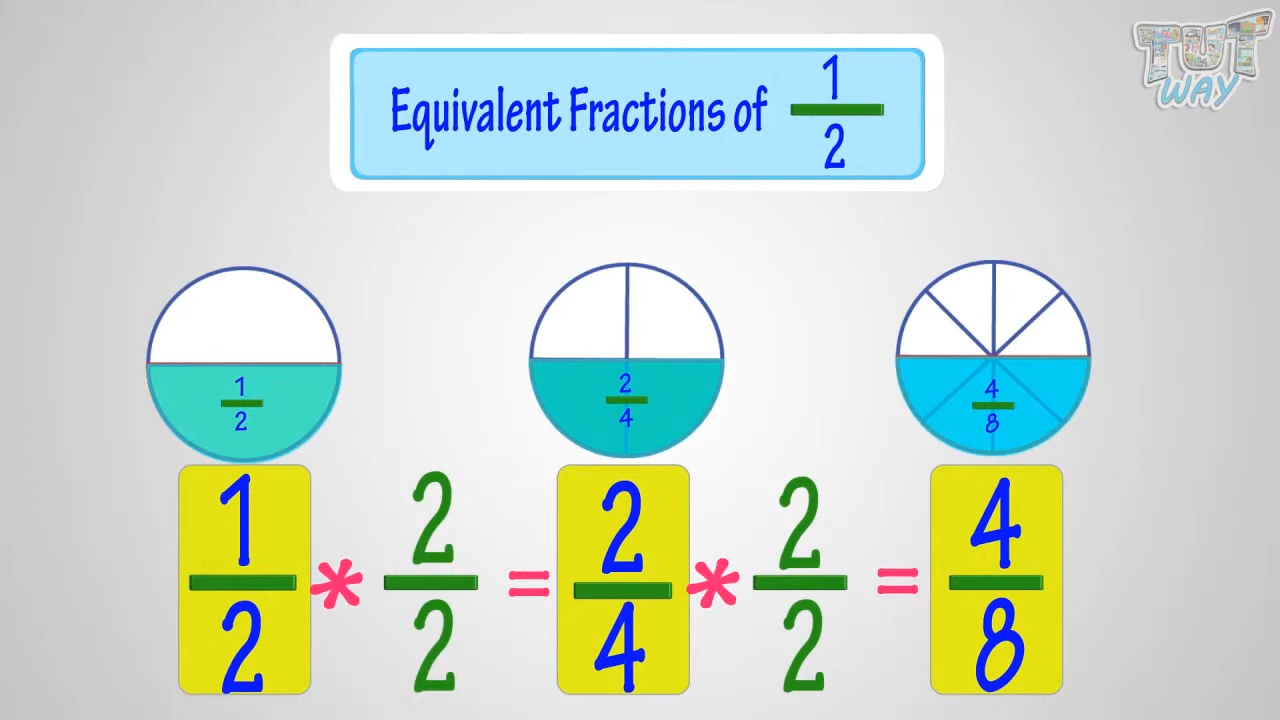 TUT
WAY
Equivalent Fractions of 1/2
1/2 2/4 4/8
1/2 * 2/2 = 2/4 * 2/2 = 4/8